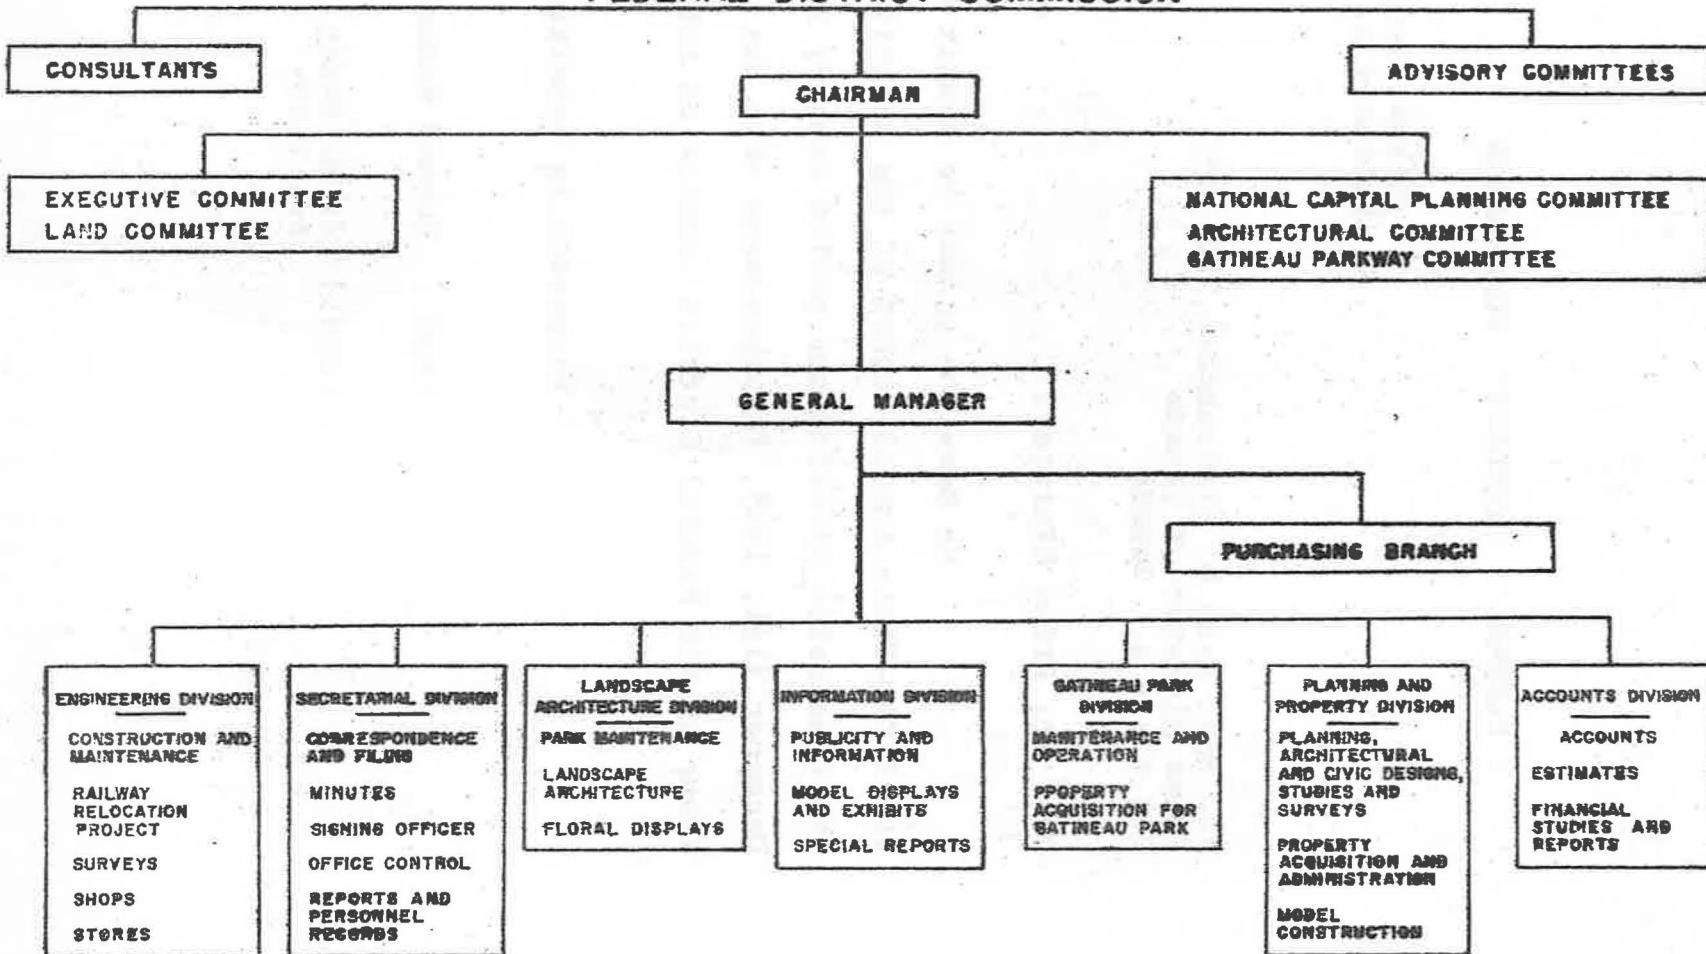 FEDERAL DISTRICT COMMISSION
CONSULTANTS
ADVISORY COMMITTEES
CHAIRMAN
EXECUTIVE COMMITTEE
LAND COMMITTEE
NATIONAL CAPITAL PLANNING COMMITTEE
ARCHITECTURAL COMMITTEE
GATINEAU PARKWAY COMMITTEE
GENERAL MANAGER
PURCHASING BRANCH
ENGINEERING DIVISION
CONSTRUCTION AND
MAINTENANCE
RAILWAY
RELOCATION
PROJECT
SURVEYS
SHOPS
STORES
SECRETARIAL DIVISION
CORRESPONDENCE
AND FILING
MINUTES
SIGNING OFFICER
OFFICE CONTROL
REPORTS AND
PERSONNEL
RECORDS
LANDSCAPE
ARCHITECTURE DIVISION
PARK MAINTENANCE
LANDSCAPE
ARCHITECTURE
FLORAL DISPLAYS
INFORMATION DIVISION
PUBLICITY AND
INFORMATION
MODEL DISPLAYS
AND EXHIBITS
SPECIAL REPORTS
GATINEAU PARK
DIVISION
MAINTENANCE AND
OPERATION
PROPERTY
ACQUISITION FOR
GATINEAU PARK
PLANNING AND
PROPERTY DIVISION
PLANNING,
ARCHITECTURAL
AND CIVIC DESIGNS,
STUDIES AND
SURVEYS
PROPERTY
ACQUISITION AND
ADMINISTRATION
MODEL
CONSTRUCTION
ACCOUNTS DIVISION
ACCOUNTS
ESTIMATES
FINANCIAL
STUDIES AND
REPORTS